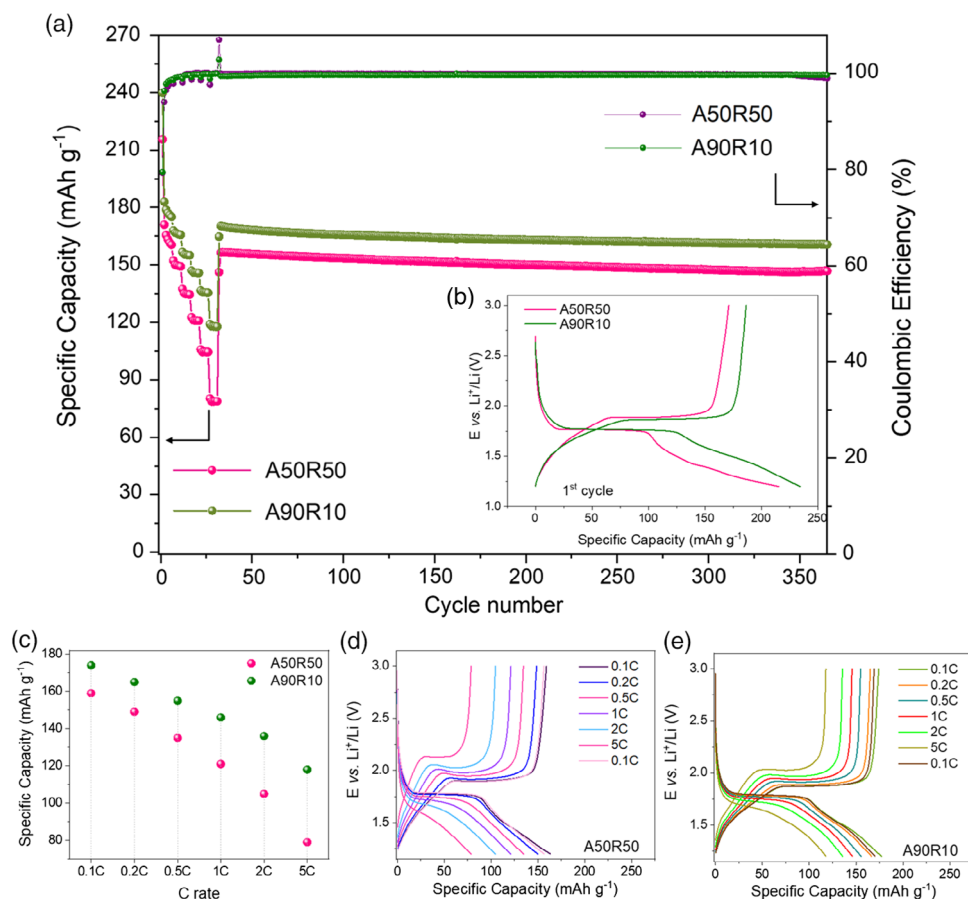 (a)
270
240
210
180
150
120
90
60
30
0
Specific Capacity (mAh g⁻¹)
100
80
60
40
20
0
Coulombic Efficiency (%)
A50R50
A90R10
A50R50
A90R10
0
50
100
150
200
250
300
350
Cycle number
(b)
A50R50
A90R10
3.0
2.5
2.0
1.5
1.0
E vs. Li⁺/Li (V)
1st cycle
0
50
100
150
200
250
Specific Capacity (mAh g⁻¹)
(c)
180
160
140
120
100
80
Specific Capacity (mAh g⁻¹)
A50R50
A90R10
0.1C
0.2C
0.5C
1C
2C
5C
C rate
(d)
3.0
2.5
2.0
1.5
E vs. Li⁺/Li (V)
0.1C
0.2C
0.5C
1C
2C
5C
0.1C
A50R50
0
50
100
150
200
250
Specific Capacity (mAh g⁻¹)
(e)
3.0
2.5
2.0
1.5
E vs. Li⁺/Li (V)
0.1C
0.2C
0.5C
1C
2C
5C
0.1C
A90R10
0
50
100
150
200
250
Specific Capacity (mAh g⁻¹)